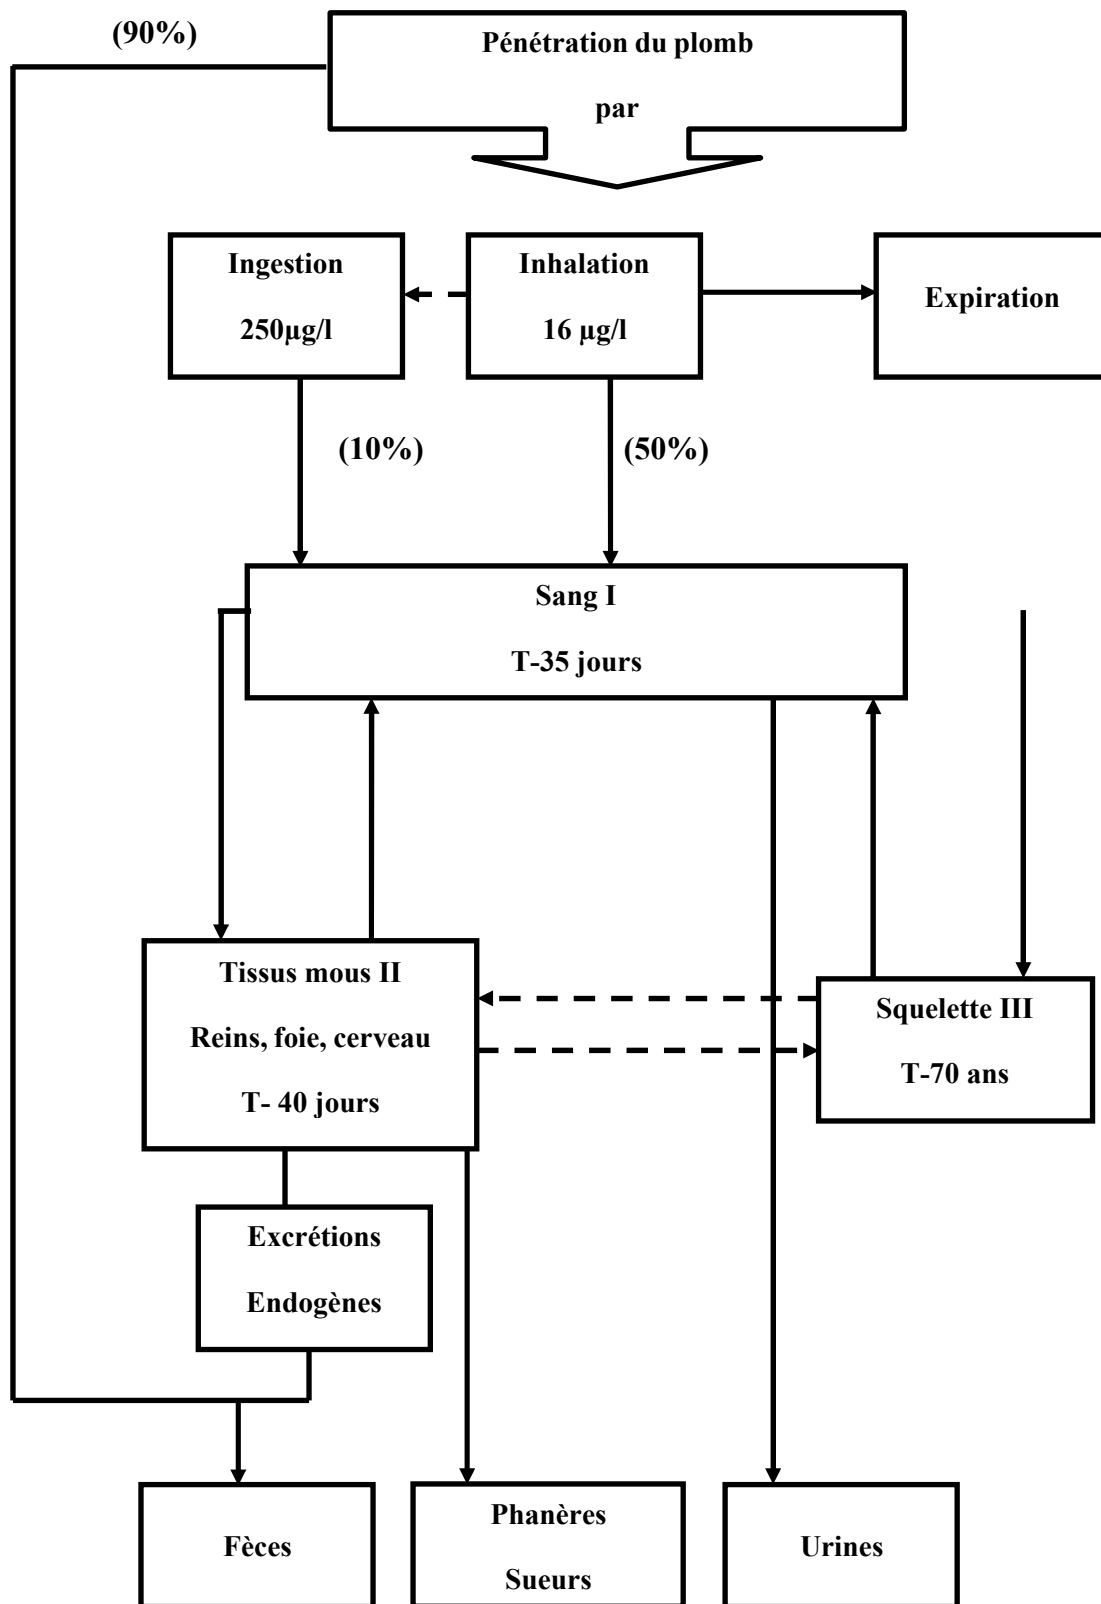 (90%)
Pénétration du plomb
par
Ingestion
250µg/l
Inhalation
16 µg/l
Expiration
(10%)
(50%)
Sang I
T-35 jours
Tissus mous II
Reins, foie, cerveau
T- 40 jours
Squelette III
T-70 ans
Excrétions
Endogènes
Fèces
Phanères
Sueurs
Urines